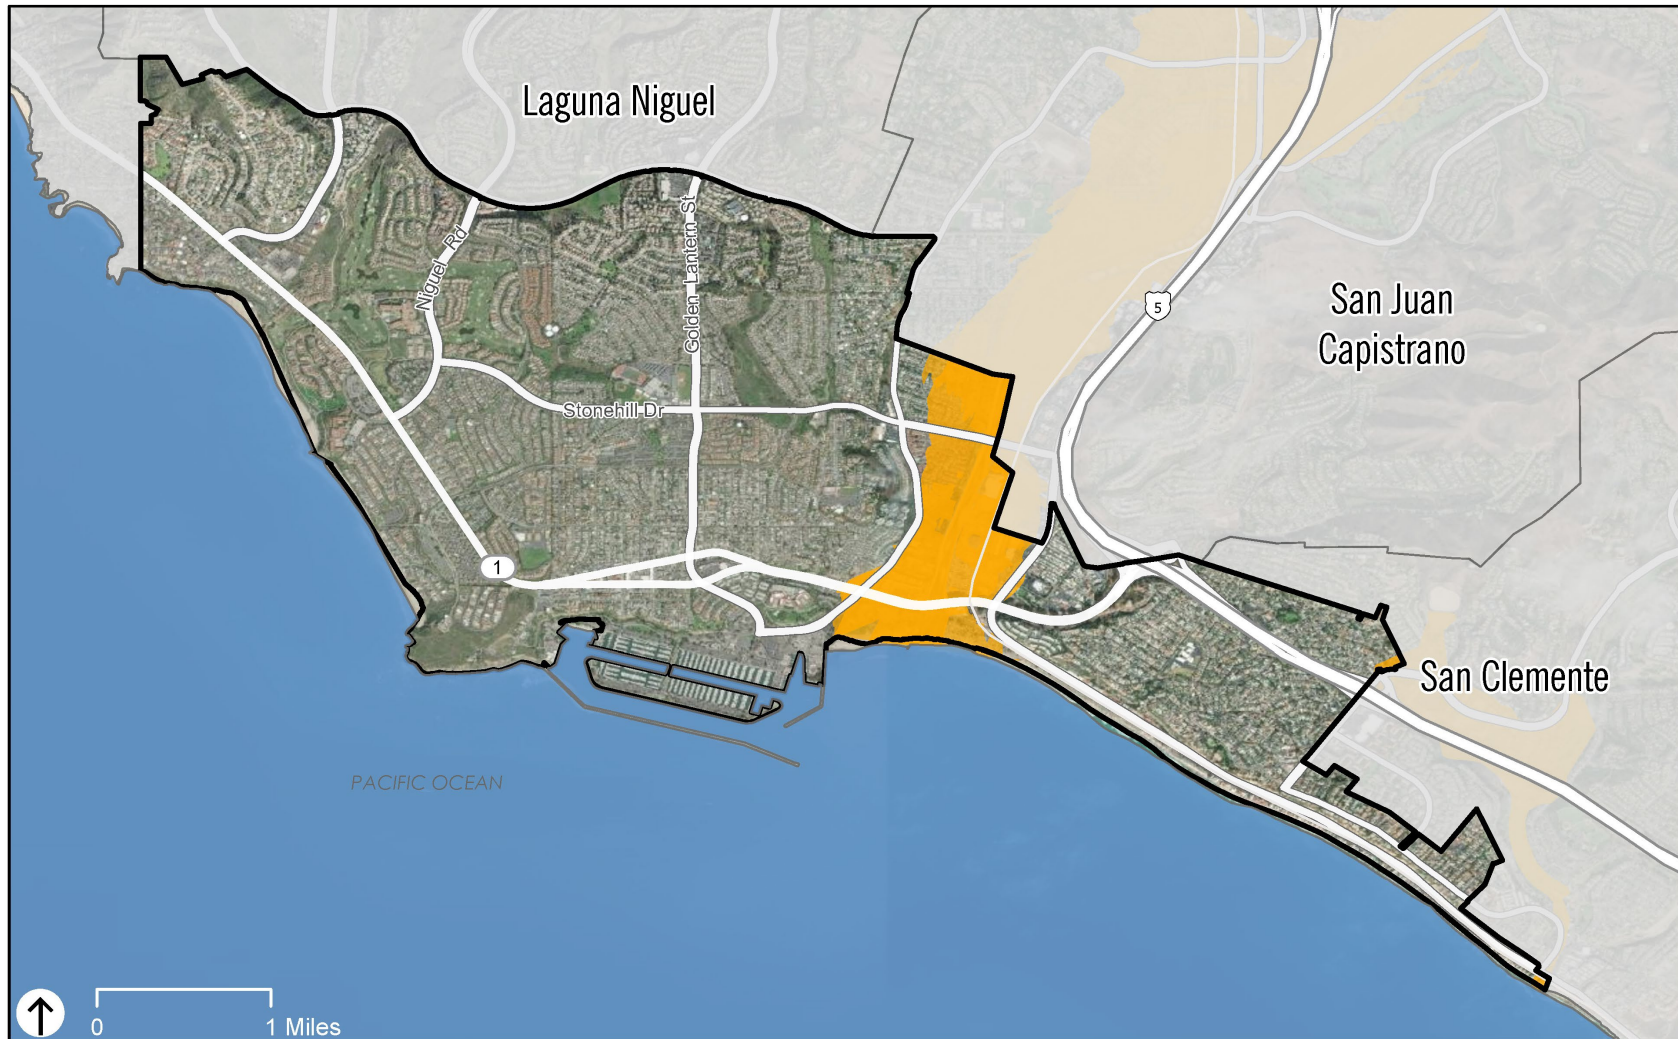 Laguna Niguel
Niguel Rd
Golden Lantern St
Stonehill Dr
5
San Juan
Capistrano
1
San Clemente
PACIFIC OCEAN
0 1 Miles